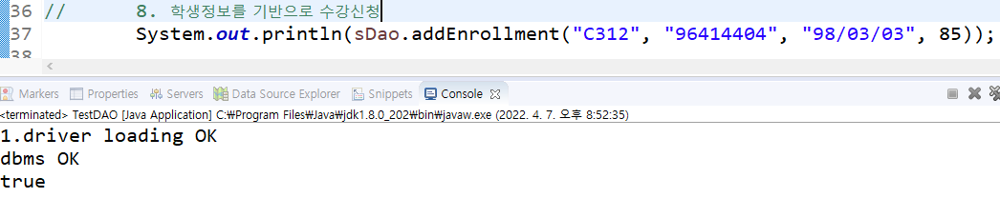 36 //      8. 학생정보를 기반으로 수강신청
37         System.out.println(sDao.addEnrollment("C312", "96414404", "98/03/03", 85));
38
Markers Properties Servers Data Source Explorer Snippets Console
<terminated> TestDAO [Java Application] C:₩Program Files₩Java₩jdk1.8.0_202₩bin₩javaw.exe (2022. 4. 7. 오후 8:52:35)
1.driver loading OK
dbms OK
true